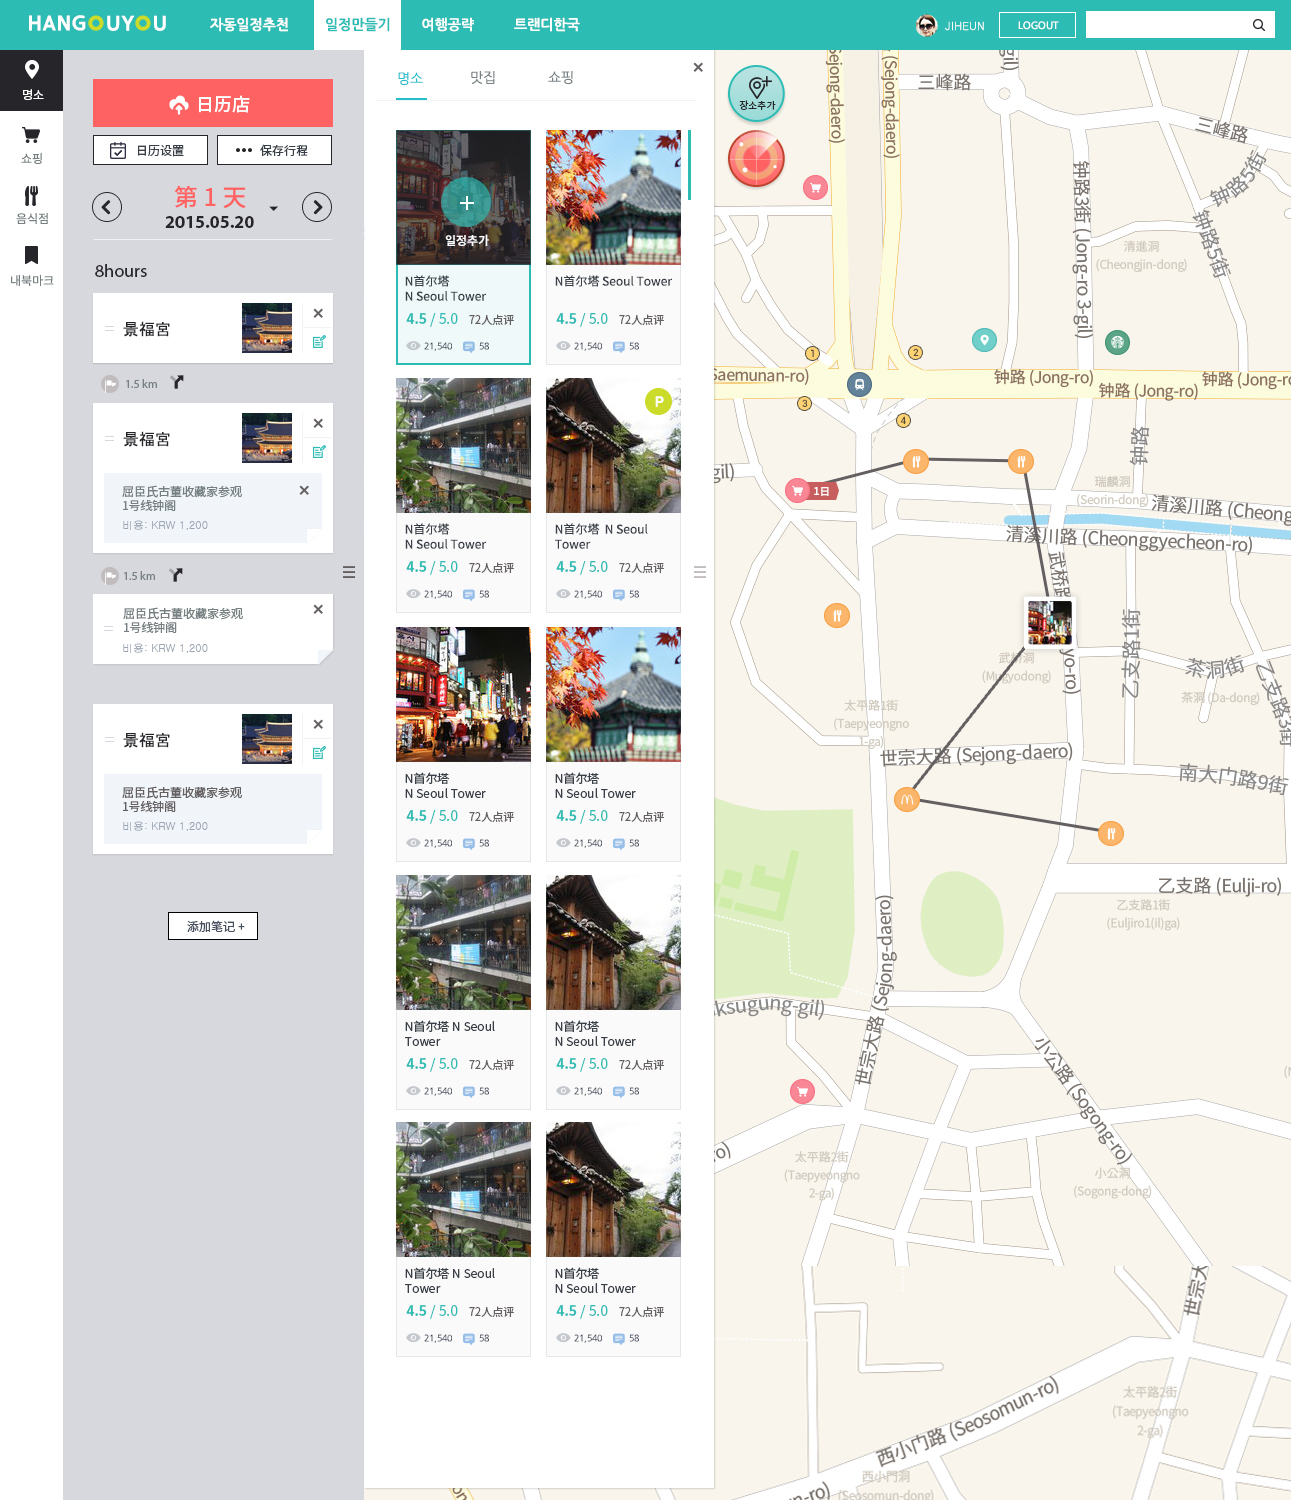 HANGOUYOU
자동일정추천
일정만들기
여행공략
트랜디한국
JIHEUN
LOGOUT
명소
쇼핑
음식점
내북마크
日历店
日历设置
保存行程
第 1 天
2015.05.20
8hours
景福宮
1.5 km
景福宮
屈臣氏古董收藏家参观
1号线钟阁
비용: KRW 1,200
1.5 km
屈臣氏古董收藏家参观
1号线钟阁
비용: KRW 1,200
景福宮
屈臣氏古董收藏家参观
1号线钟阁
비용: KRW 1,200
添加笔记 +
명소
맛집
쇼핑
일정추가
N首尔塔
N Seoul Tower
4.5 / 5.0 72人点评
21,540 58
N首尔塔 Seoul Tower
4.5 / 5.0 72人点评
21,540 58
N首尔塔
N Seoul Tower
4.5 / 5.0 72人点评
21,540 58
P
N首尔塔 N Seoul
Tower
4.5 / 5.0 72人点评
21,540 58
N首尔塔
N Seoul Tower
4.5 / 5.0 72人点评
21,540 58
N首尔塔
N Seoul Tower
4.5 / 5.0 72人点评
21,540 58
N首尔塔 N Seoul
Tower
4.5 / 5.0 72人点评
21,540 58
N首尔塔
N Seoul Tower
4.5 / 5.0 72人点评
21,540 58
N首尔塔 N Seoul
Tower
4.5 / 5.0 72人点评
21,540 58
N首尔塔
N Seoul Tower
4.5 / 5.0 72人点评
21,540 58
장소추가
Sejong-daero)
(Sejong-daero)
gil)
三峰路
三峰路
钟路5街
钟路5街
钟路3街 (Jong-ro 3-gil)
清進洞
(Cheongjin-dong)
1
2
3
4
Saemunan-ro)
钟路 (Jong-ro)
钟路 (Jong-ro)
钟路 (Jong-ro)
钟路
gil)
1日
瑞麟洞
(Seorin-dong)
清溪川路 (Cheong
清溪川路 (Cheonggyecheon-ro)
武桥路
yo-ro)
武桥洞
(Mugyodong)
乙支路1街
茶洞街
茶洞 (Da-dong)
乙支路3街
太平路1街
(Taepyeongno
1-ga)
世宗大路 (Sejong-daero)
南大门路9街
乙支路 (Eulji-ro)
乙支路1街
(Euljiro1(il)ga)
世宗大路 (Sejong-daero)
ksugung-gil)
小公路 (Sogong-ro)
ro)
太平路2街
(Taepyeongno
2-ga)
小公洞
(Sogong-dong)
世宗大
太平路2街
(Taepyeongno
2-ga)
西小门路 (Seosomun-ro)
西小門洞
(Seosomun-dong)
mun-ro)